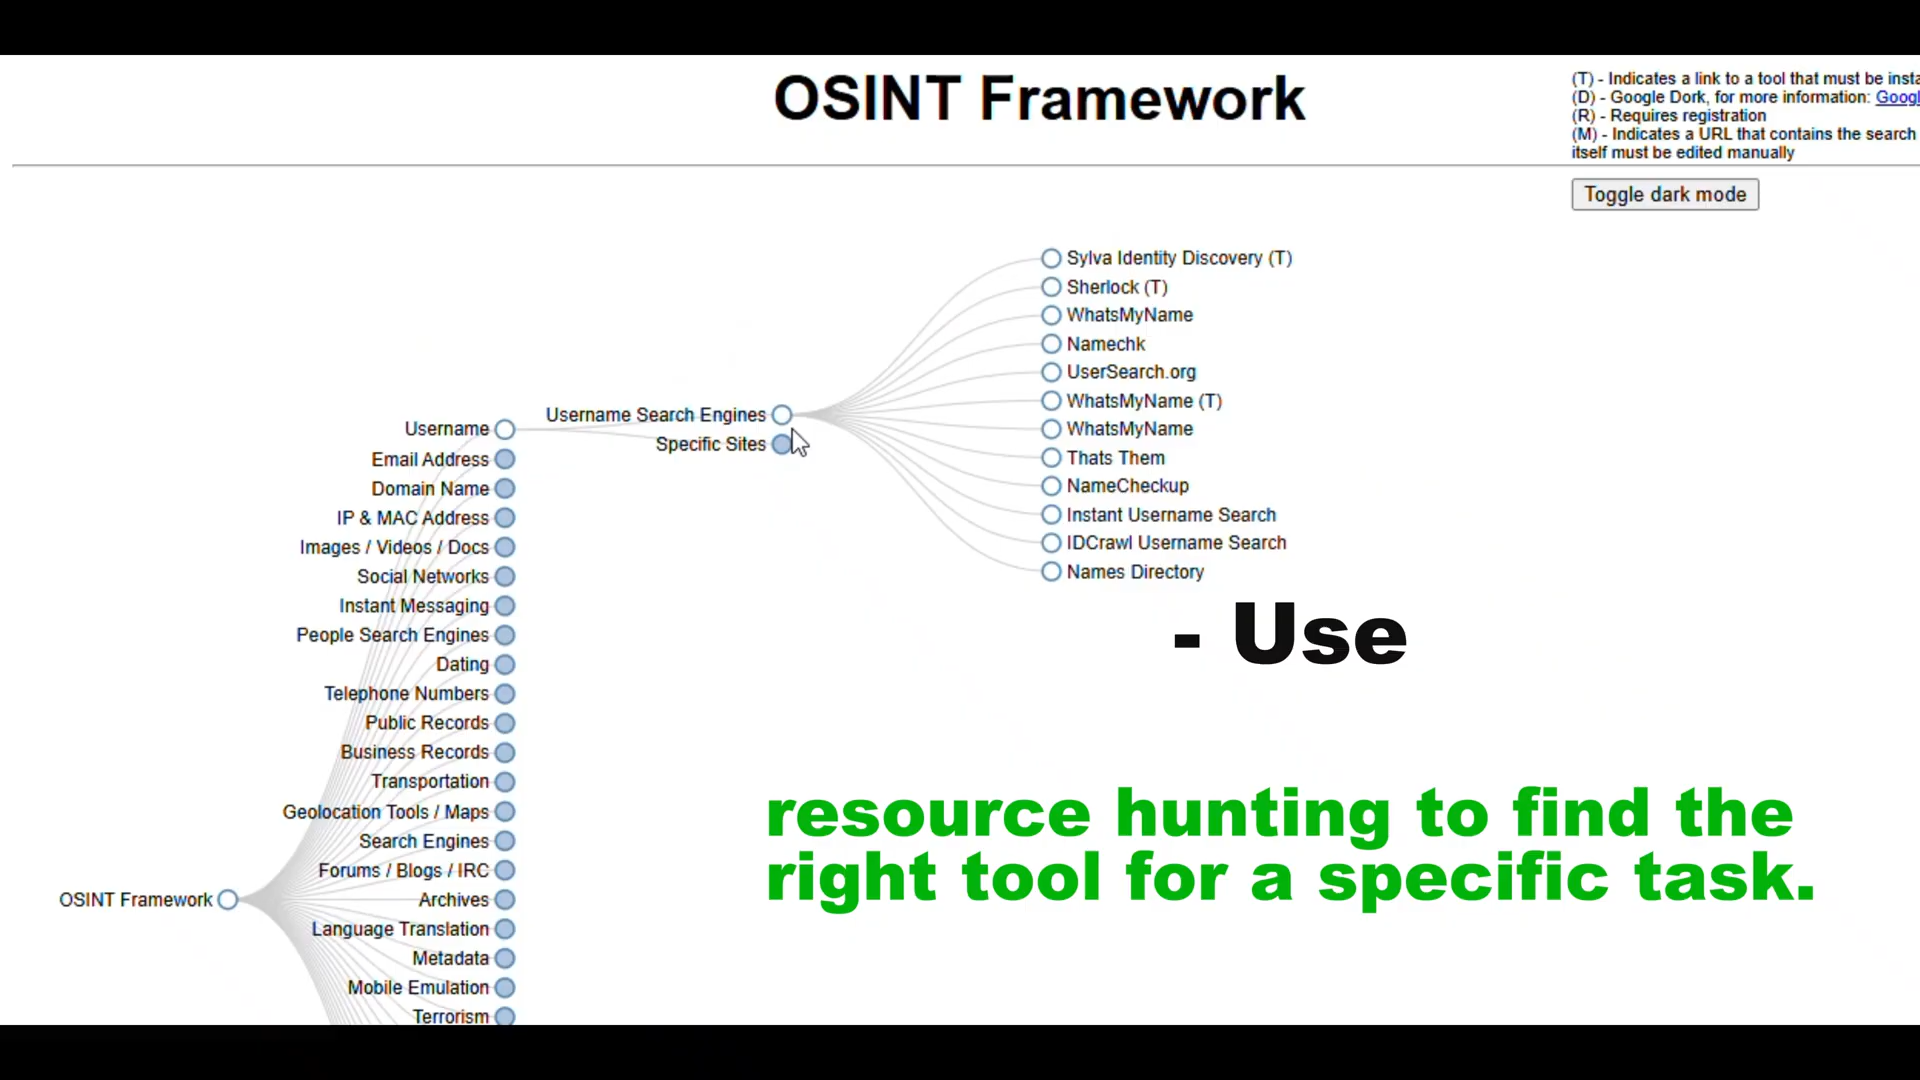 OSINT Framework
(T) - Indicates a link to a tool that must be insta
(D) - Google Dork, for more information: Googl
(R) - Requires registration
(M) - Indicates a URL that contains the search
itself must be edited manually
Toggle dark mode
Sylva Identity Discovery (T)
Sherlock (T)
WhatsMyName
Namechk
UserSearch.org
WhatsMyName (T)
WhatsMyName
Thats Them
NameCheckup
Instant Username Search
IDCrawl Username Search
Names Directory
Username Search Engines
Specific Sites
Username
Email Address
Domain Name
IP & MAC Address
Images / Videos / Docs
Social Networks
Instant Messaging
People Search Engines
Dating
Telephone Numbers
Public Records
Business Records
Transportation
Geolocation Tools / Maps
Search Engines
Forums / Blogs / IRC
Archives
Language Translation
Metadata
Mobile Emulation
Terrorism
OSINT Framework
- Use
resource hunting to find the
right tool for a specific task.